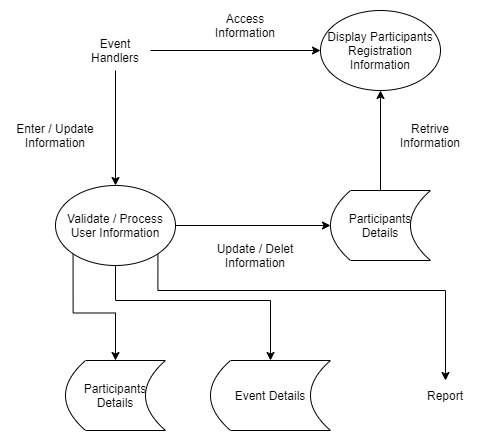 Access
Information
Event
Handlers
Display Participants
Registration
Information
Enter / Update
Information
Retrive
Information
Validate / Process
User Information
Participants
Details
Update / Delet
Information
Participants
Details
Event Details
Report